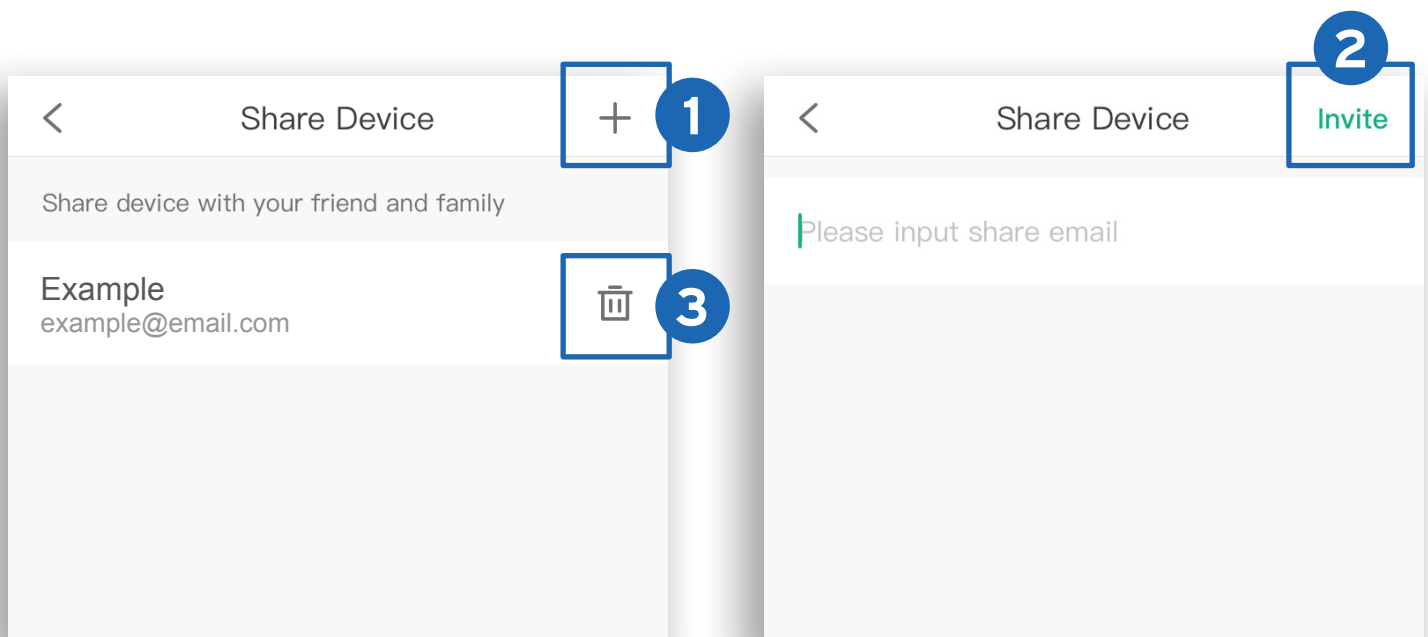 Share Device
1
Share device with your friend and family
Example
example@email.com
3
2
Share Device
Invite
Please input share email